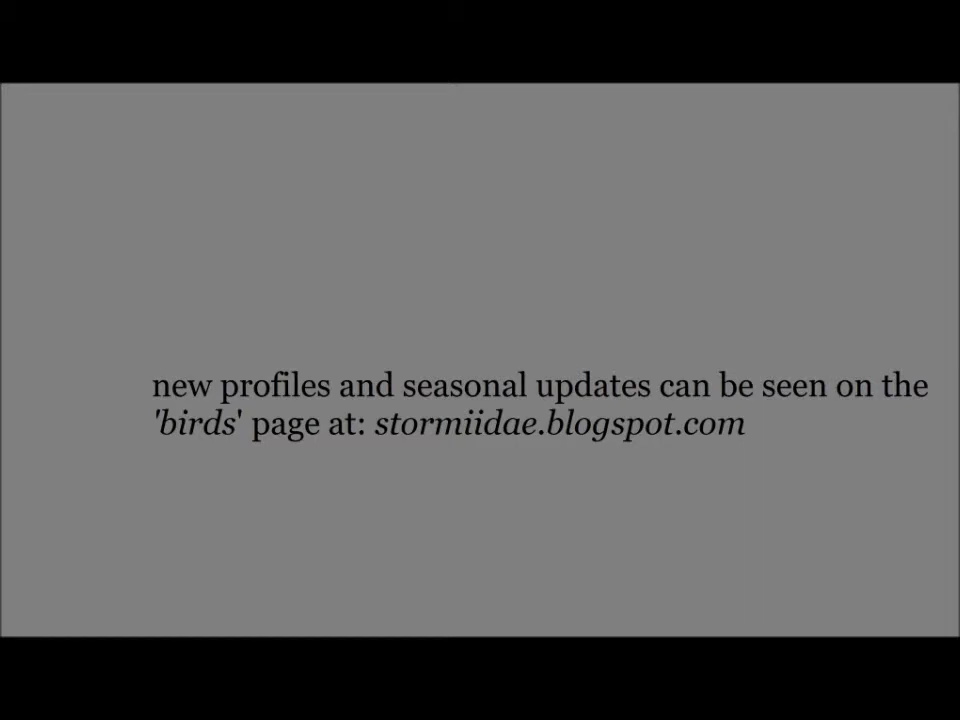 new profiles and seasonal updates can be seen on the
'birds' page at: stormiidae.blogspot.com